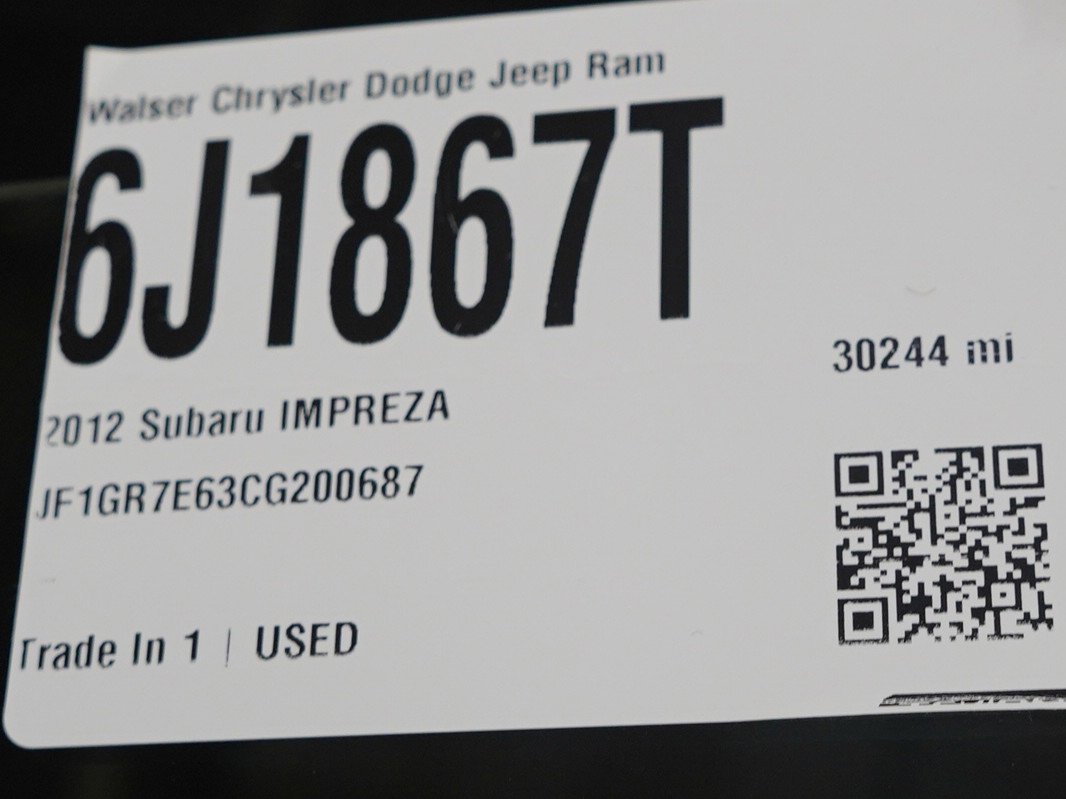 Walser Chrysler Dodge Jeep Ram
6J1867T
30244 mi
2012 Subaru IMPREZA
JF1GR7E63CG200687
Trade In 1 | USED